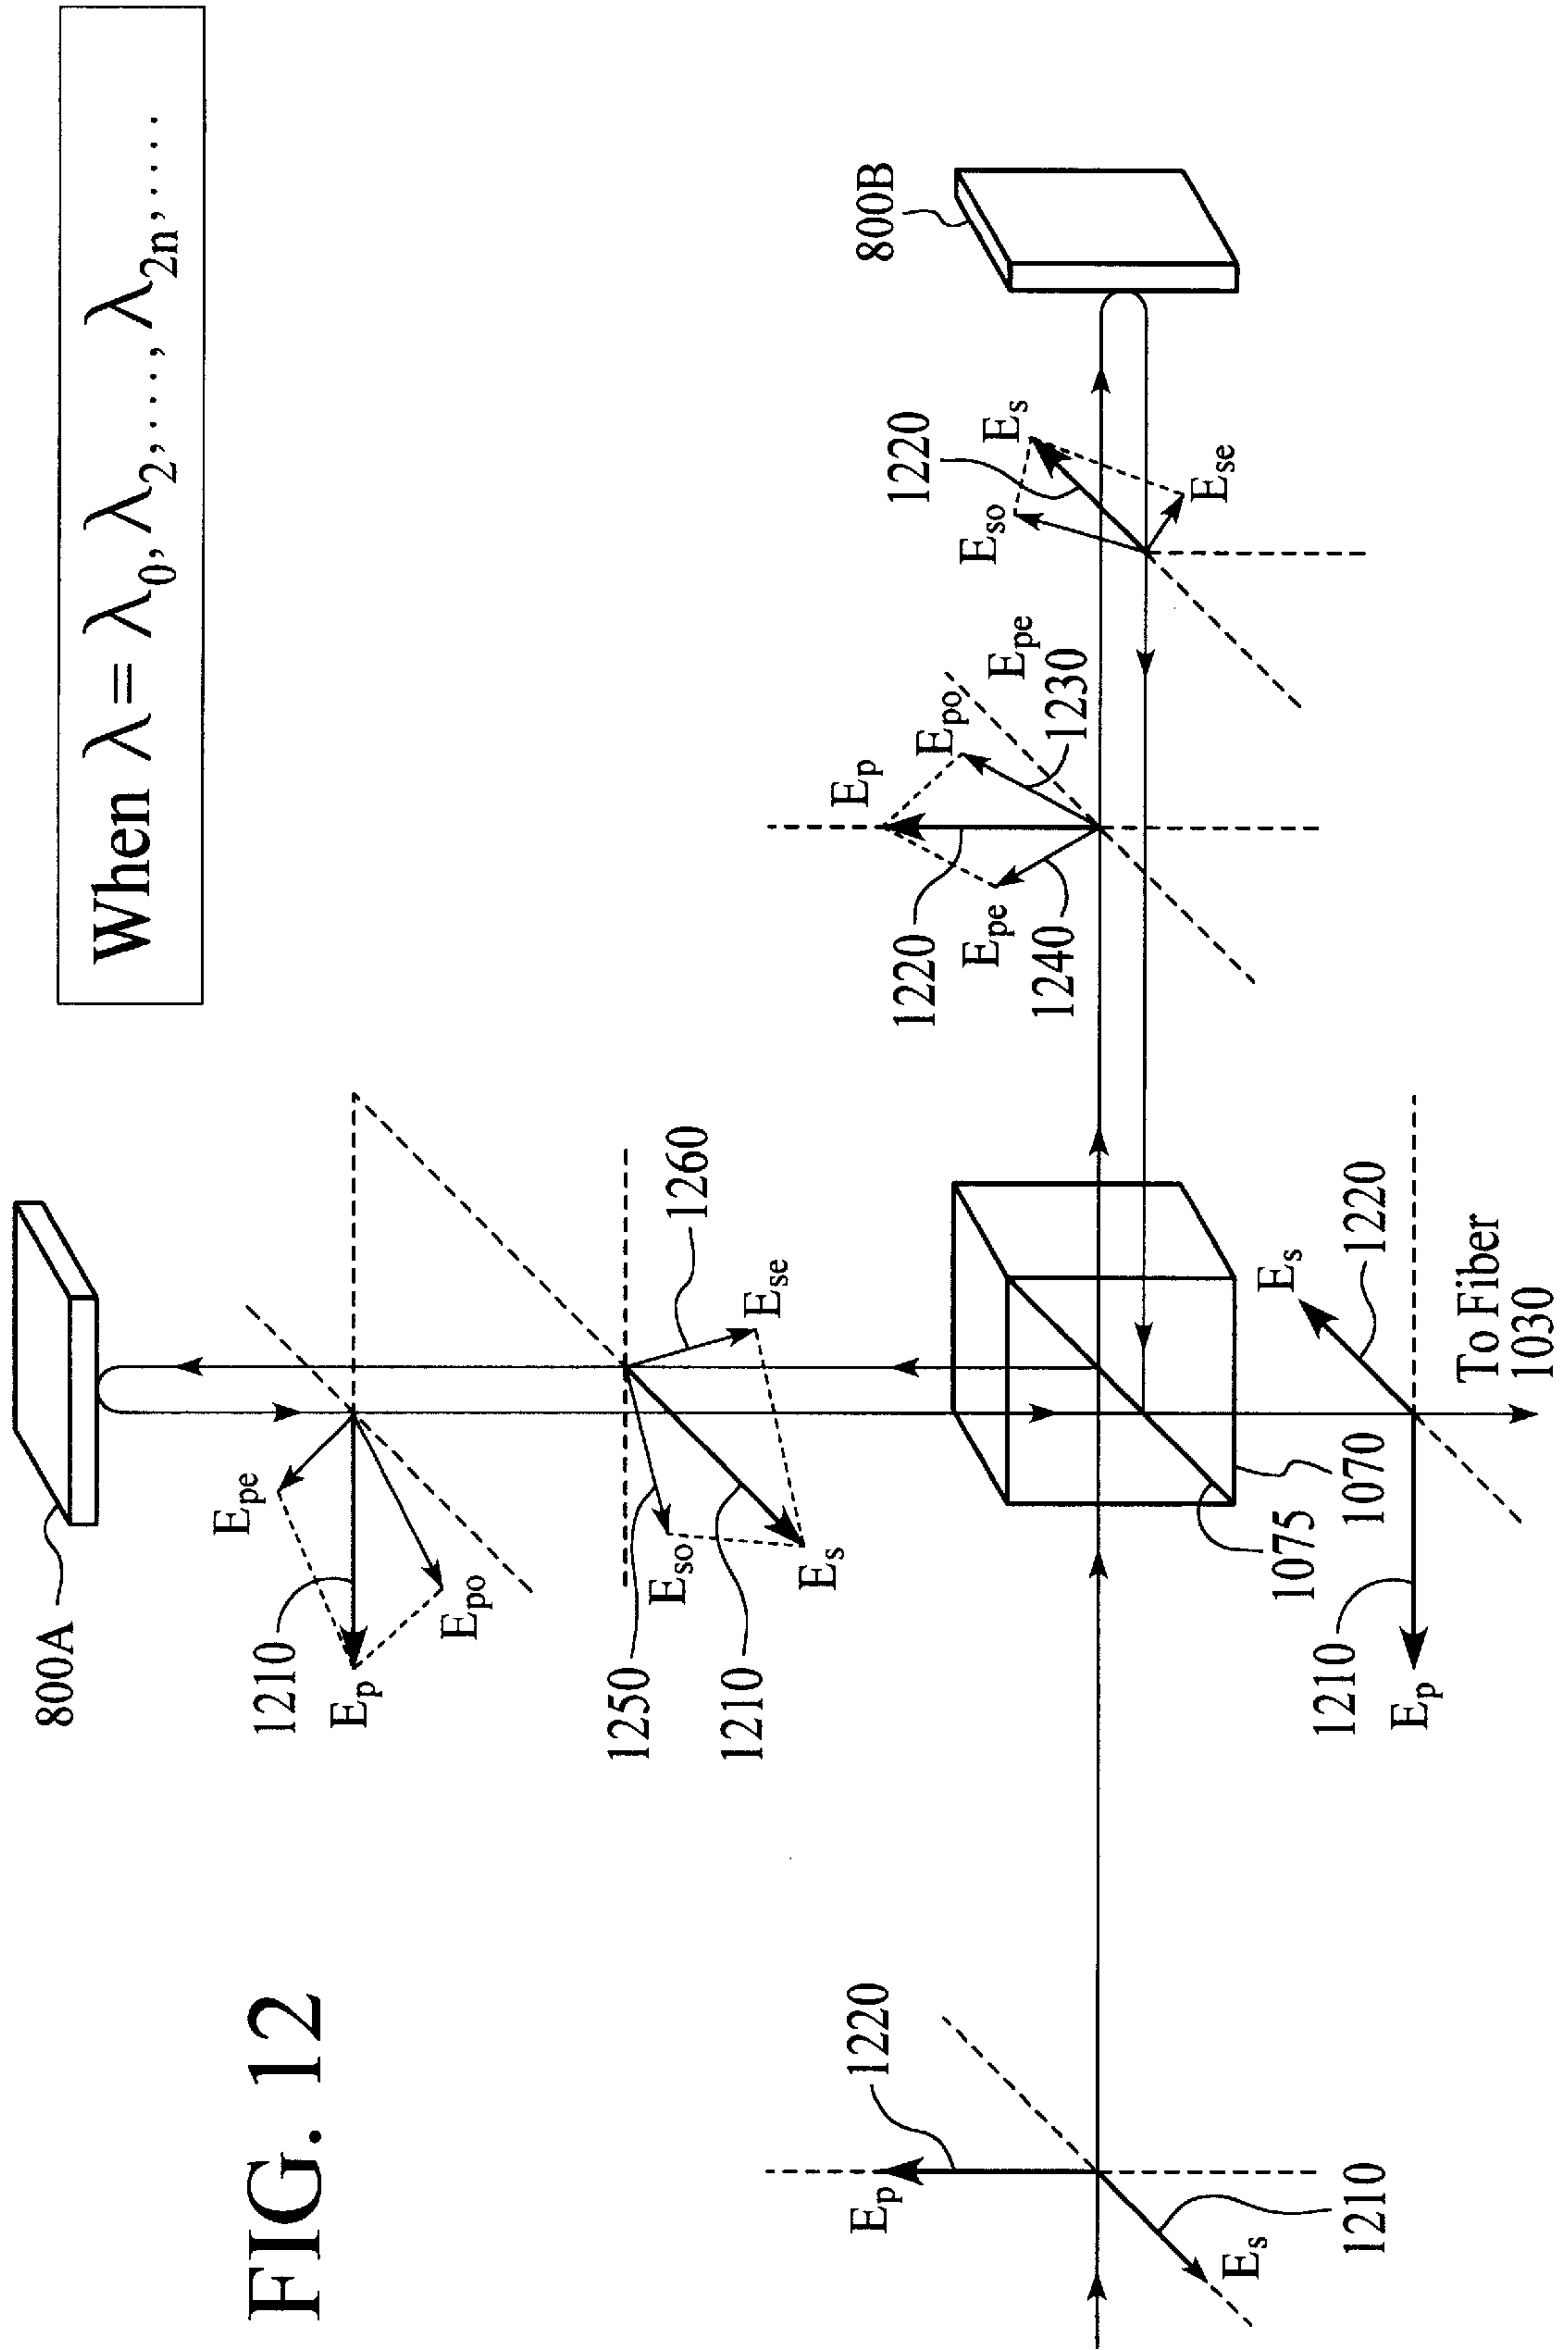 FIG. 12
When λ = λ0, λ2,..., λ2n,....
800A
1210
Ep
Epe
Epo
1250
Eso
1210
Es
1260
Ese
Ep
1220
Es
1210
1075
1070
1220
Ep
Epe
1240
Epo
Epe
1230
800B
1220
Es
Eso
Ese
1210
Ep
Es
1220
To Fiber
1030